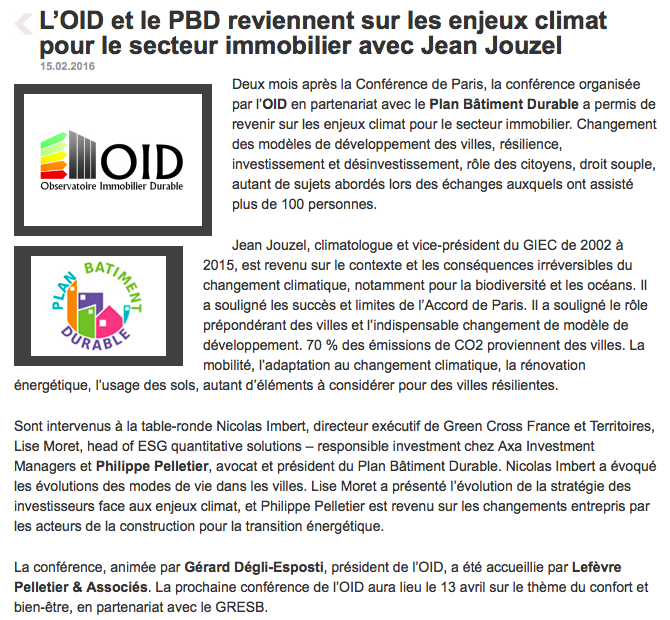 L’OID et le PBD reviennent sur les enjeux climat
pour le secteur immobilier avec Jean Jouzel
15.02.2016
OID
Observatoire Immobilier Durable
Deux mois après la Conférence de Paris, la conférence organisée
par l’OID en partenariat avec le Plan Bâtiment Durable a permis de
revenir sur les enjeux climat pour le secteur immobilier. Changement
des modèles de développement des villes, résilience,
investissement et désinvestissement, rôle des citoyens, droit souple,
autant de sujets abordés lors des échanges auxquels ont assisté
plus de 100 personnes.
PLAN BATIMENT
DURABLE
Jean Jouzel, climatologue et vice-président du GIEC de 2002 à
2015, est revenu sur le contexte et les conséquences irréversibles du
changement climatique, notamment pour la biodiversité et les océans. Il
a souligné les succès et limites de l’Accord de Paris. Il a souligné le rôle
prépondérant des villes et l’indispensable changement de modèle de
développement. 70 % des émissions de CO2 proviennent des villes. La
mobilité, l’adaptation au changement climatique, la rénovation
énergétique, l’usage des sols, autant d’éléments à considérer pour des villes résilientes.
Sont intervenus à la table-ronde Nicolas Imbert, directeur exécutif de Green Cross France et Territoires,
Lise Moret, head of ESG quantitative solutions – responsible investment chez Axa Investment
Managers et Philippe Pelletier, avocat et président du Plan Bâtiment Durable. Nicolas Imbert a évoqué
les évolutions des modes de vie dans les villes. Lise Moret a présenté l’évolution de la stratégie des
investisseurs face aux enjeux climat, et Philippe Pelletier est revenu sur les changements entrepris par
les acteurs de la construction pour la transition énergétique.
La conférence, animée par Gérard Dégli-Esposti, président de l’OID, a été accueillie par Lefèvre
Pelletier & Associés. La prochaine conférence de l’OID aura lieu le 13 avril sur le thème du confort et
bien-être, en partenariat avec le GRESB.